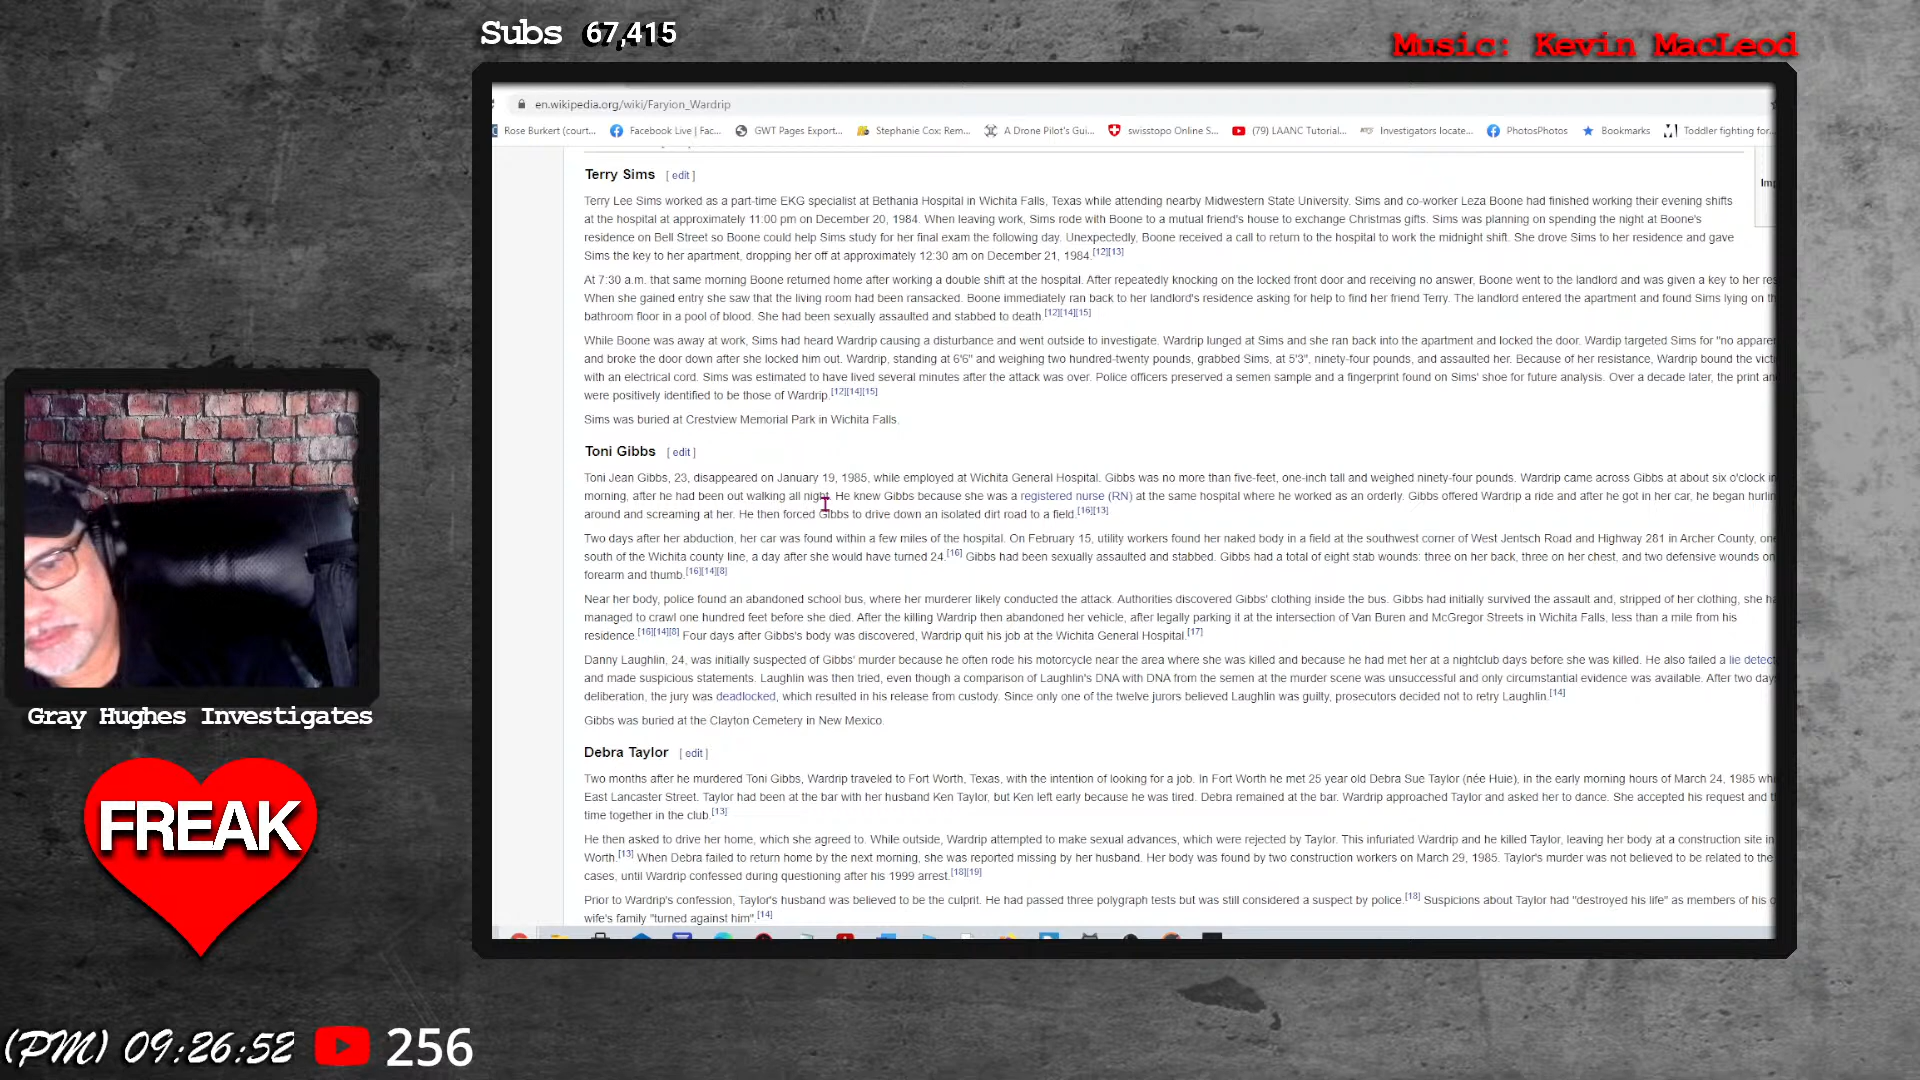 Subs 67,415
Music: Kevin MacLeod
en.wikipedia.org/wiki/Faryion_Wardrip
Rose Burkert (court... Facebook Live | Fac... GWT Pages Export... Stephanie Cox: Rem... A Drone Pilot's Gui... swisstopo Online S... (79) LAANC Tutorial... Investigators locate... PhotosPhotos Bookmarks Toddler fighting for...
Terry Sims [ edit ]
Terry Lee Sims worked as a part-time EKG specialist at Bethania Hospital in Wichita Falls, Texas while attending nearby Midwestern State University. Sims and co-worker Leza Boone had finished working their evening shifts
at the hospital at approximately 11:00 pm on December 20, 1984. When leaving work, Sims rode with Boone to a mutual friend's house to exchange Christmas gifts. Sims was planning on spending the night at Boone's
residence on Bell Street so Boone could help Sims study for her final exam the following day. Unexpectedly, Boone received a call to return to the hospital to work the midnight shift. She drove Sims to her residence and gave
Sims the key to her apartment, dropping her off at approximately 12:30 am on December 21, 1984.[12][13]
At 7:30 a.m. that same morning Boone returned home after working a double shift at the hospital. After repeatedly knocking on the locked front door and receiving no answer, Boone went to the landlord and was given a key to her res
When she gained entry she saw that the living room had been ransacked. Boone immediately ran back to her landlord's residence asking for help to find her friend Terry. The landlord entered the apartment and found Sims lying on th
bathroom floor in a pool of blood. She had been sexually assaulted and stabbed to death.[12][14][15]
While Boone was away at work, Sims had heard Wardrip causing a disturbance and went outside to investigate. Wardrip lunged at Sims and she ran back into the apartment and locked the door. Wardip targeted Sims for "no appare
and broke the door down after she locked him out. Wardrip, standing at 6'6" and weighing two hundred-twenty pounds, grabbed Sims, at 5'3", ninety-four pounds, and assaulted her. Because of her resistance, Wardrip bound the victi
with an electrical cord. Sims was estimated to have lived several minutes after the attack was over. Police officers preserved a semen sample and a fingerprint found on Sims' shoe for future analysis. Over a decade later, the print an
were positively identified to be those of Wardrip.[12][14][15]
Sims was buried at Crestview Memorial Park in Wichita Falls.
Toni Gibbs [ edit ]
Toni Jean Gibbs, 23, disappeared on January 19, 1985, while employed at Wichita General Hospital. Gibbs was no more than five-feet, one-inch tall and weighed ninety-four pounds. Wardrip came across Gibbs at about six o'clock in
morning, after he had been out walking all night. He knew Gibbs because she was a registered nurse (RN) at the same hospital where he worked as an orderly. Gibbs offered Wardrip a ride and after he got in her car, he began hurlin
around and screaming at her. He then forced Gibbs to drive down an isolated dirt road to a field.[16][13]
Two days after her abduction, her car was found within a few miles of the hospital. On February 15, utility workers found her naked body in a field at the southwest corner of West Jentsch Road and Highway 281 in Archer County, one
south of the Wichita county line, a day after she would have turned 24.[16] Gibbs had been sexually assaulted and stabbed. Gibbs had a total of eight stab wounds: three on her back, three on her chest, and two defensive wounds on
forearm and thumb.[16][14][8]
Near her body, police found an abandoned school bus, where her murderer likely conducted the attack. Authorities discovered Gibbs' clothing inside the bus. Gibbs had initially survived the assault and, stripped of her clothing, she ha
managed to crawl one hundred feet before she died. After the killing Wardrip then abandoned her vehicle, after legally parking it at the intersection of Van Buren and McGregor Streets in Wichita Falls, less than a mile from his
residence.[16][14][8] Four days after Gibbs's body was discovered, Wardrip quit his job at the Wichita General Hospital.[17]
Danny Laughlin, 24, was initially suspected of Gibbs' murder because he often rode his motorcycle near the area where she was killed and because he had met her at a nightclub days before she was killed. He also failed a lie detect
and made suspicious statements. Laughlin was then tried, even though a comparison of Laughlin's DNA with DNA from the semen at the murder scene was unsuccessful and only circumstantial evidence was available. After two day
deliberation, the jury was deadlocked, which resulted in his release from custody. Since only one of the twelve jurors believed Laughlin was guilty, prosecutors decided not to retry Laughlin.[14]
Gibbs was buried at the Clayton Cemetery in New Mexico.
Debra Taylor [ edit ]
Two months after he murdered Toni Gibbs, Wardrip traveled to Fort Worth, Texas, with the intention of looking for a job. In Fort Worth he met 25 year old Debra Sue Taylor (née Huie), in the early morning hours of March 24, 1985 whi
East Lancaster Street. Taylor had been at the bar with her husband Ken Taylor, but Ken left early because he was tired. Debra remained at the bar. Wardrip approached Taylor and asked her to dance. She accepted his request and t
time together in the club.[13]
He then asked to drive her home, which she agreed to. While outside, Wardrip attempted to make sexual advances, which were rejected by Taylor. This infuriated Wardrip and he killed Taylor, leaving her body at a construction site in
Worth.[13] When Debra failed to return home by the next morning, she was reported missing by her husband. Her body was found by two construction workers on March 29, 1985. Taylor's murder was not believed to be related to the
cases, until Wardrip confessed during questioning after his 1999 arrest.[18][19]
Prior to Wardrip's confession, Taylor's husband was believed to be the culprit. He had passed three polygraph tests but was still considered a suspect by police.[18] Suspicions about Taylor had "destroyed his life" as members of his
wife's family "turned against him".[14]
Gray Hughes Investigates
FREAK
(PM) 09:26:52 256